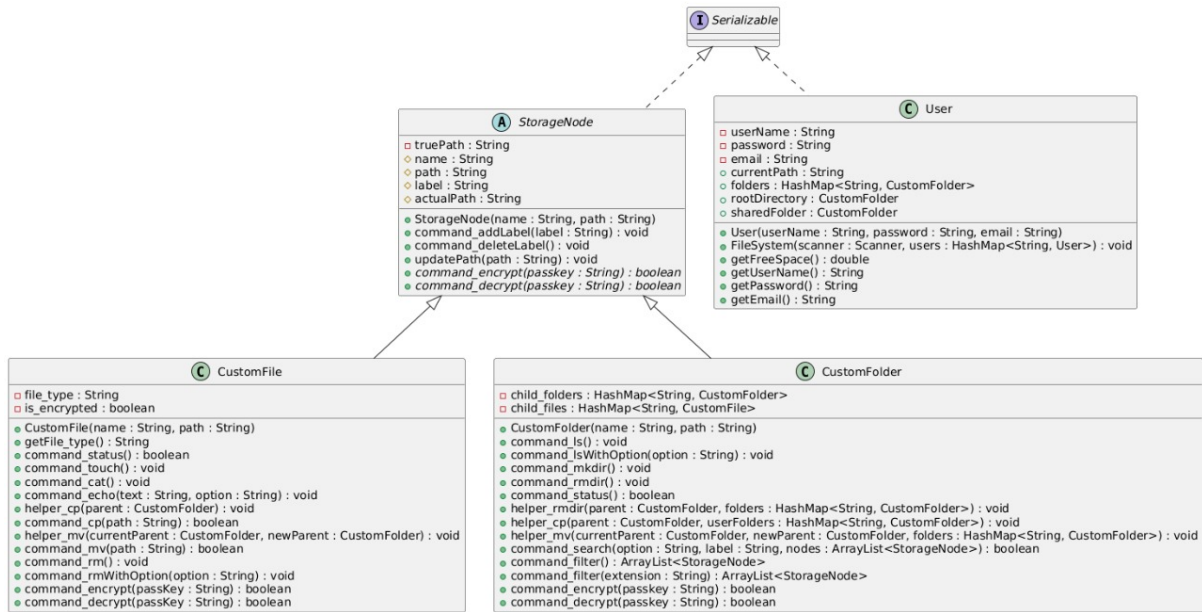 I Serializable
A StorageNode
truePath : String
name : String
path : String
label : String
actualPath : String
StorageNode(name : String, path : String)
command_addLabel(label : String) : void
command_deleteLabel() : void
updatePath(path : String) : void
command_encrypt(passkey : String) : boolean
command_decrypt(passkey : String) : boolean
C User
userName : String
password : String
email : String
currentPath : String
folders : HashMap<String, CustomFolder>
rootDirectory : CustomFolder
sharedFolder : CustomFolder
User(userName : String, password : String, email : String)
FileSystem(scanner : Scanner, users : HashMap<String, User>) : void
getFreeSpace() : double
getUserName() : String
getPassword() : String
getEmail() : String
C CustomFile
file_type : String
is_encrypted : boolean
CustomFile(name : String, path : String)
getFile_type() : String
command_status() : boolean
command_touch() : void
command_cat() : void
command_echo(text : String, option : String) : void
helper_cp(parent : CustomFolder) : void
command_cp(path : String) : boolean
helper_mv(currentParent : CustomFolder, newParent : CustomFolder) : void
command_mv(path : String) : boolean
command_rm() : void
command_rmWithOption(option : String) : void
command_encrypt(passKey : String) : boolean
command_decrypt(passKey : String) : boolean
C CustomFolder
child_folders : HashMap<String, CustomFolder>
child_files : HashMap<String, CustomFile>
CustomFolder(name : String, path : String)
command_ls() : void
command_lsWithOption(option : String) : void
command_mkdir() : void
command_rmdir() : void
command_status() : boolean
helper_rmdir(parent : CustomFolder, folders : HashMap<String, CustomFolder>) : void
helper_cp(parent : CustomFolder, userFolders : HashMap<String, CustomFolder>) : void
helper_mv(currentParent : CustomFolder, newParent : CustomFolder, folders : HashMap<String, CustomFolder>) : void
command_search(option : String, label : String, nodes : ArrayList<StorageNode>) : boolean
command_filter() : ArrayList<StorageNode>
command_filter(extension : String) : ArrayList<StorageNode>
command_encrypt(passkey : String) : boolean
command_decrypt(passkey : String) : boolean